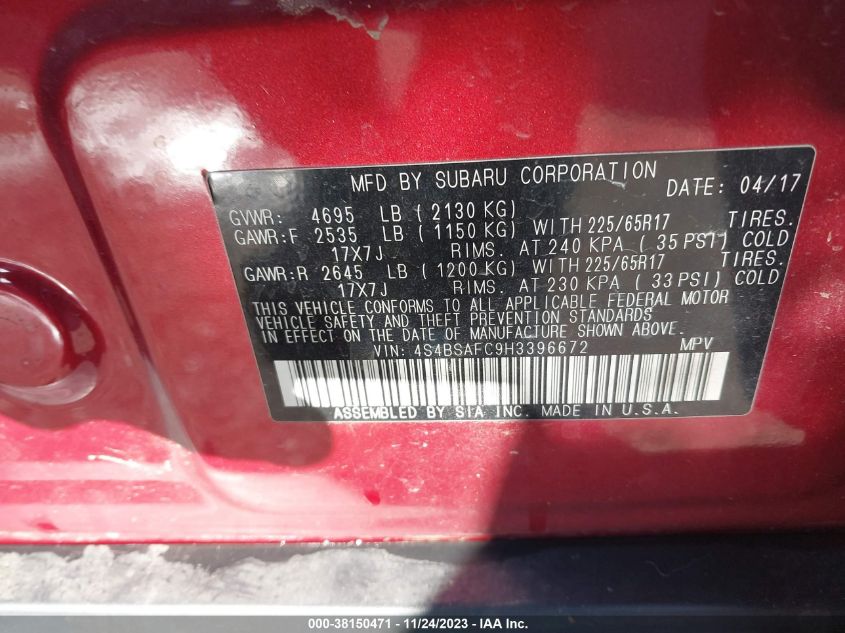 MFD BY SUBARU CORPORATION DATE: 04/17
GVWR: 4695 LB (2130 KG)
GAWR:F 2535 LB (1150 KG) WITH 225/65R17 TIRES.
17X7J RIMS. AT 240 KPA (35 PSI) COLD
GAWR:R 2645 LB (1200 KG) WITH 225/65R17 TIRES.
17X7J RIMS. AT 230 KPA (33 PSI) COLD
THIS VEHICLE CONFORMS TO ALL APPLICABLE FEDERAL MOTOR
VEHICLE SAFETY AND THEFT PREVENTION STANDARDS
IN EFFECT ON THE DATE OF MANUFACTURE SHOWN ABOVE.
VIN: 4S4BSAFC9H3396672 MPV
ASSEMBLED BY SIA INC. MADE IN U.S.A.
000-38150471 - 11/24/2023 - IAAI.com